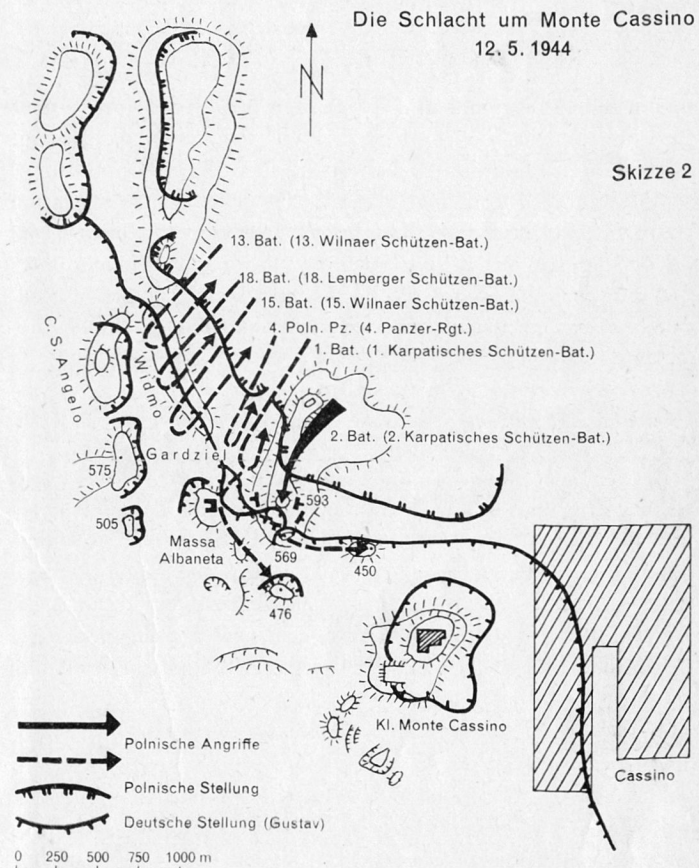 Die Schlacht um Monte Cassino
12.5.1944
N
Skizze 2
13. Bat. (13. Wilnaer Schützen-Bat.)
18. Bat. (18. Lemberger Schützen-Bat.)
15. Bat. (15. Wilnaer Schützen-Bat.)
4. Poln. Pz. (4. Panzer-Rgt.)
1. Bat. (1. Karpatisches Schützen-Bat.)
C. S. Angelo
Widmo
2. Bat. (2. Karpatisches Schützen-Bat.)
Gardziel
575
593
505
Massa
Albaneta
569
450
476
Kl. Monte Cassino
Cassino
Polnische Angriffe
Polnische Stellung
Deutsche Stellung (Gustav)
0 250 500 750 1000 m